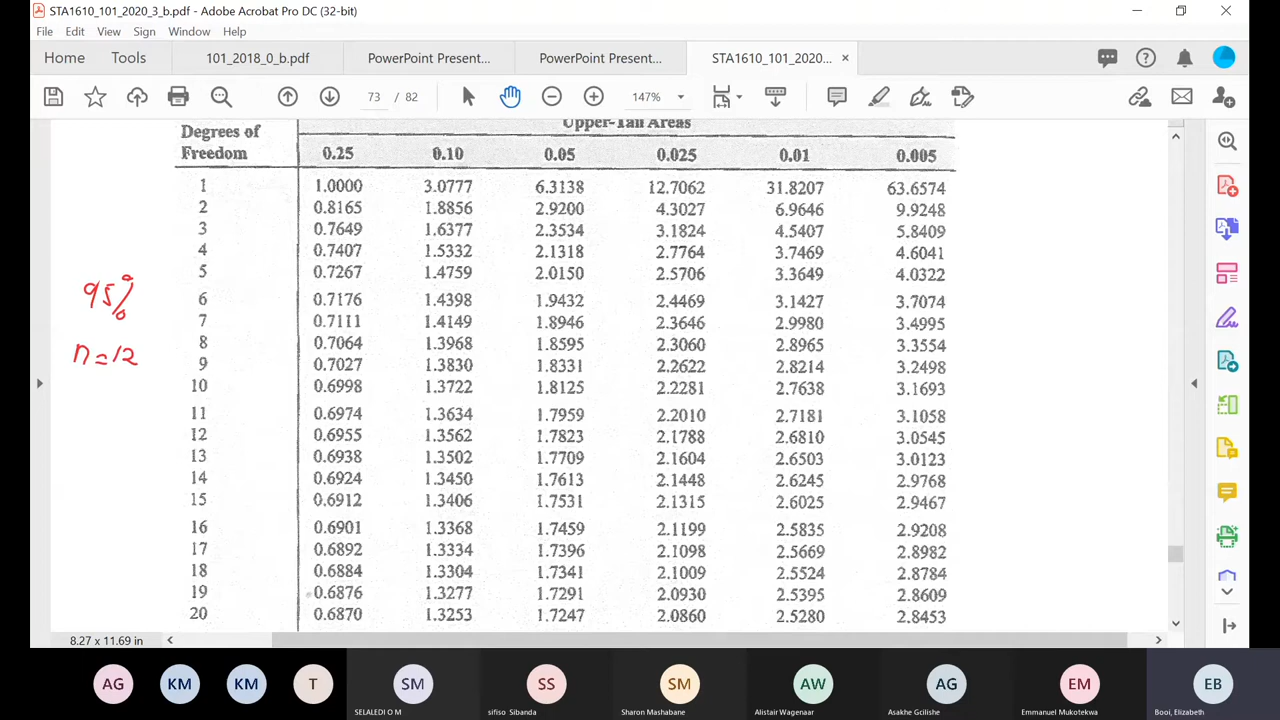 STA1610_101_2020_3_b.pdf - Adobe Acrobat Pro DC (32-bit)
File Edit View Sign Window Help
Home Tools 101_2018_0_b.pdf PowerPoint Present... PowerPoint Present... STA1610_101_2020... ×
73 / 82 147%
Upper-Tail Areas
Degrees of
Freedom 0.25 0.10 0.05 0.025 0.01 0.005
1 1.0000 3.0777 6.3138 12.7062 31.8207 63.6574
2 0.8165 1.8856 2.9200 4.3027 6.9646 9.9248
3 0.7649 1.6377 2.3534 3.1824 4.5407 5.8409
4 0.7407 1.5332 2.1318 2.7764 3.7469 4.6041
5 0.7267 1.4759 2.0150 2.5706 3.3649 4.0322
95%
6 0.7176 1.4398 1.9432 2.4469 3.1427 3.7074
7 0.7111 1.4149 1.8946 2.3646 2.9980 3.4995
n=12
8 0.7064 1.3968 1.8595 2.3060 2.8965 3.3554
9 0.7027 1.3830 1.8331 2.2622 2.8214 3.2498
10 0.6998 1.3722 1.8125 2.2281 2.7638 3.1693
11 0.6974 1.3634 1.7959 2.2010 2.7181 3.1058
12 0.6955 1.3562 1.7823 2.1788 2.6810 3.0545
13 0.6938 1.3502 1.7709 2.1604 2.6503 3.0123
14 0.6924 1.3450 1.7613 2.1448 2.6245 2.9768
15 0.6912 1.3406 1.7531 2.1315 2.6025 2.9467
16 0.6901 1.3368 1.7459 2.1199 2.5835 2.9208
17 0.6892 1.3334 1.7396 2.1098 2.5669 2.8982
18 0.6884 1.3304 1.7341 2.1009 2.5524 2.8784
19 0.6876 1.3277 1.7291 2.0930 2.5395 2.8609
20 0.6870 1.3253 1.7247 2.0860 2.5280 2.8453
8.27 x 11.69 in
AG KM KM T SM SS SM AW AG EM EB
SELALEDI O M sifiso Sibanda Sharon Mashabane Alistair Wagenaar Asakhe Gcilishe Emmanuel Mukotekwa Booi, Elizabeth